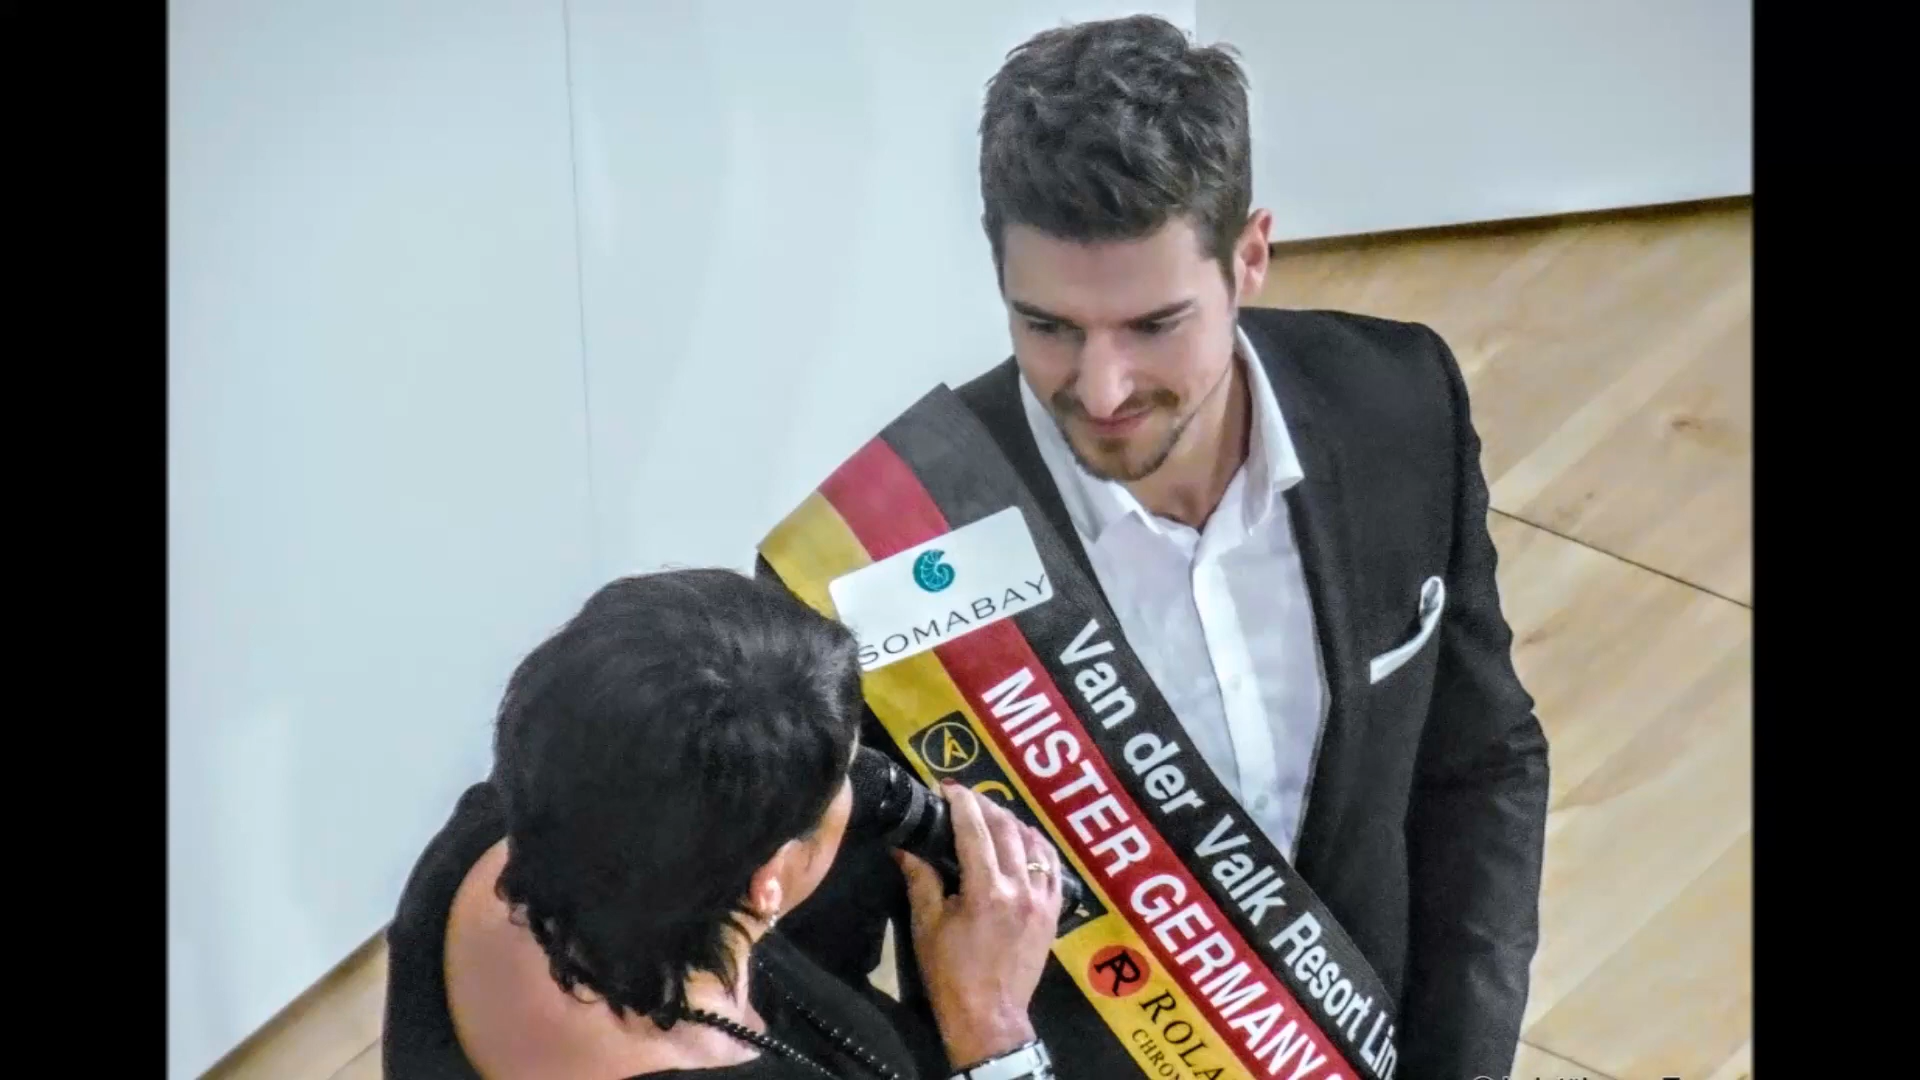 SOMABAY
Van der Valk Resort Lin
MISTER GERMANY
ROLA
CHRON